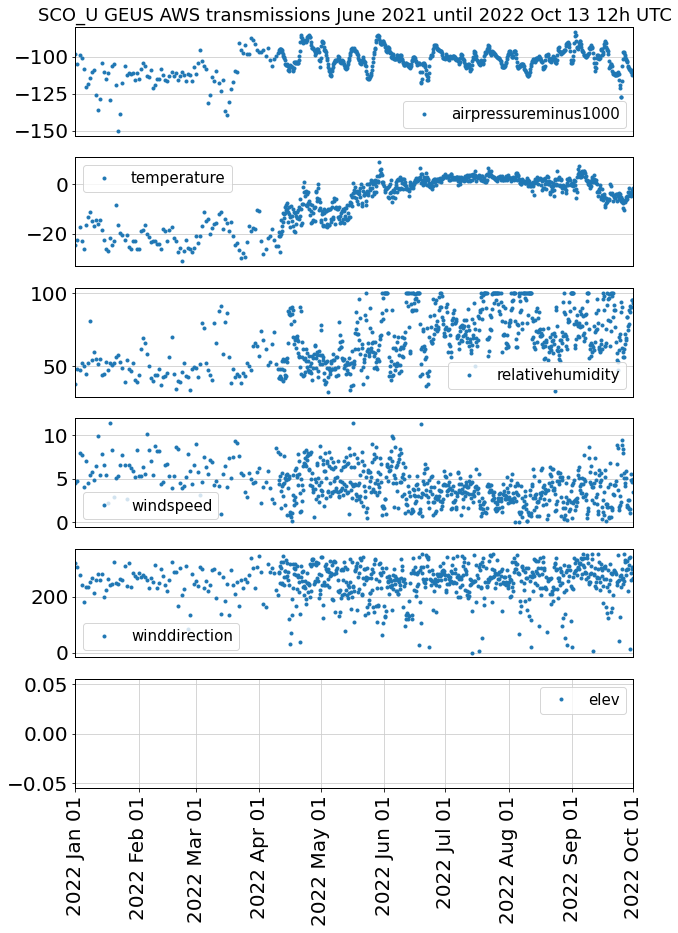 SCO_U GEUS AWS transmissions June 2021 until 2022 Oct 13 12h UTC
−100
−125
−150
airpressureminus1000
0
−20
temperature
100
50
relativehumidity
10
5
0
windspeed
200
0
winddirection
0.05
0.00
−0.05
elev
2022 Jan 01
2022 Feb 01
2022 Mar 01
2022 Apr 01
2022 May 01
2022 Jun 01
2022 Jul 01
2022 Aug 01
2022 Sep 01
2022 Oct 01